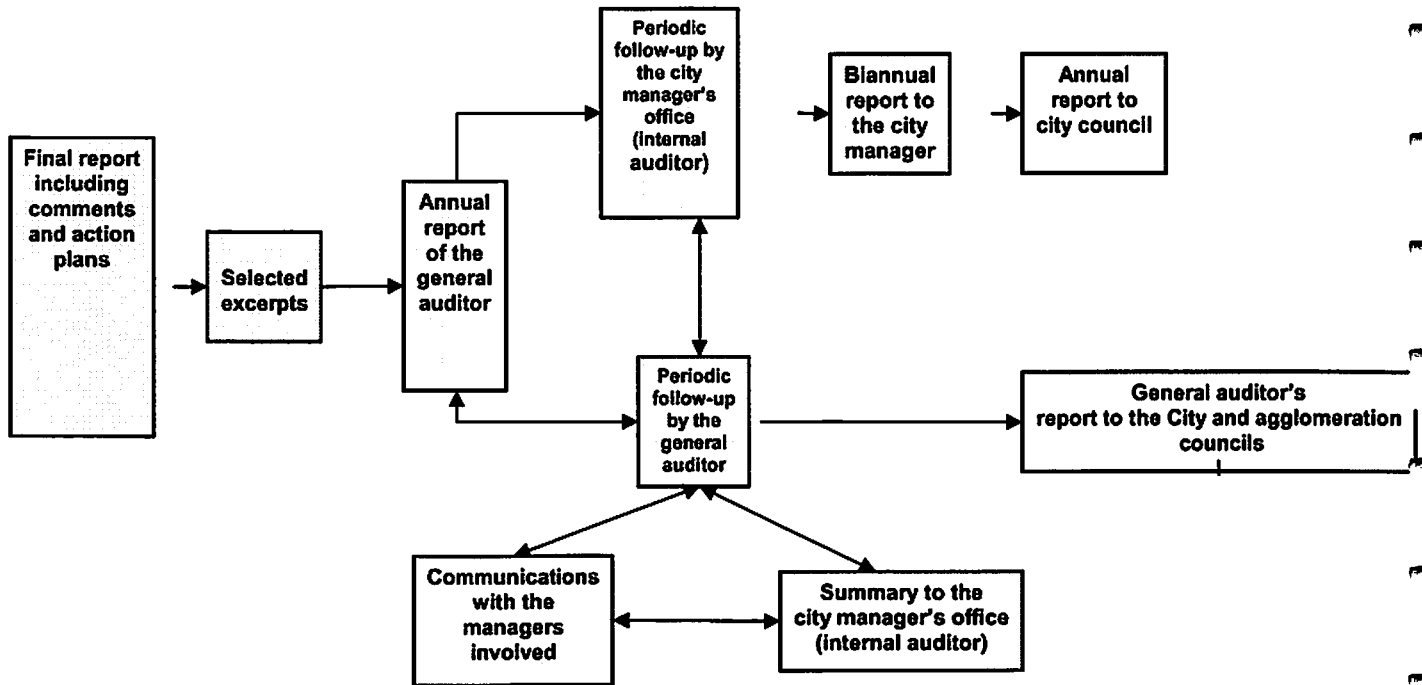 Final report
including
comments
and action
plans
Selected
excerpts
Annual
report
of the
general
auditor
Periodic
follow-up by
the city
manager's
office
(internal
auditor)
Biannual
report to
the city
manager
Annual
report to
city council
Periodic
follow-up
by the
general
auditor
General auditor's
report to the City and agglomeration
councils
Communications
with the
managers
involved
Summary to the
city manager's office
(internal auditor)